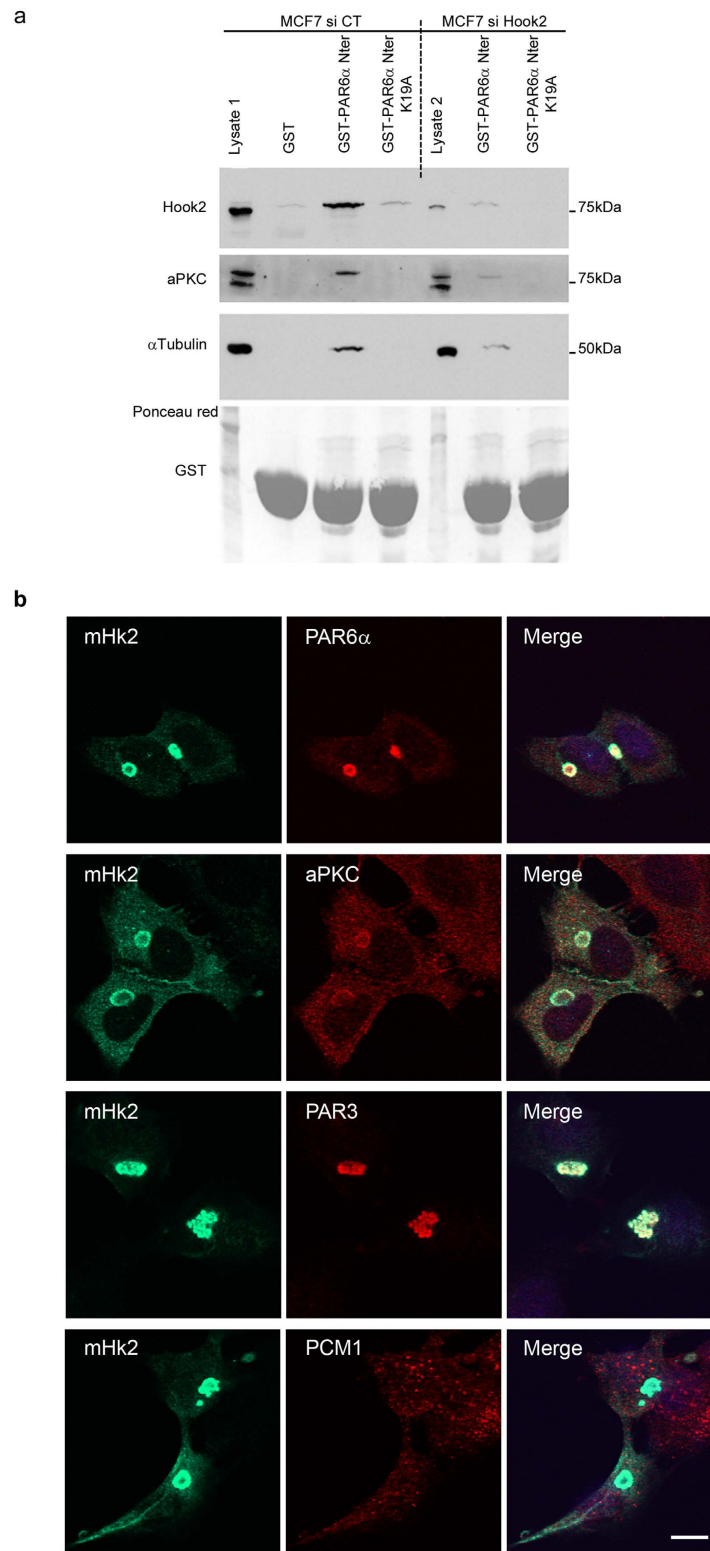 a
MCF7 si CT
MCF7 si Hook2
Lysate 1
GST
GST-PAR6α Nter
GST-PAR6α Nter
K19A
Lysate 2
GST-PAR6α Nter
GST-PAR6α Nter
K19A
Hook2
75kDa
aPKC
75kDa
αTubulin
50kDa
Ponceau red
GST
b
mHk2
PAR6α
Merge
mHk2
aPKC
Merge
mHk2
PAR3
Merge
mHk2
PCM1
Merge